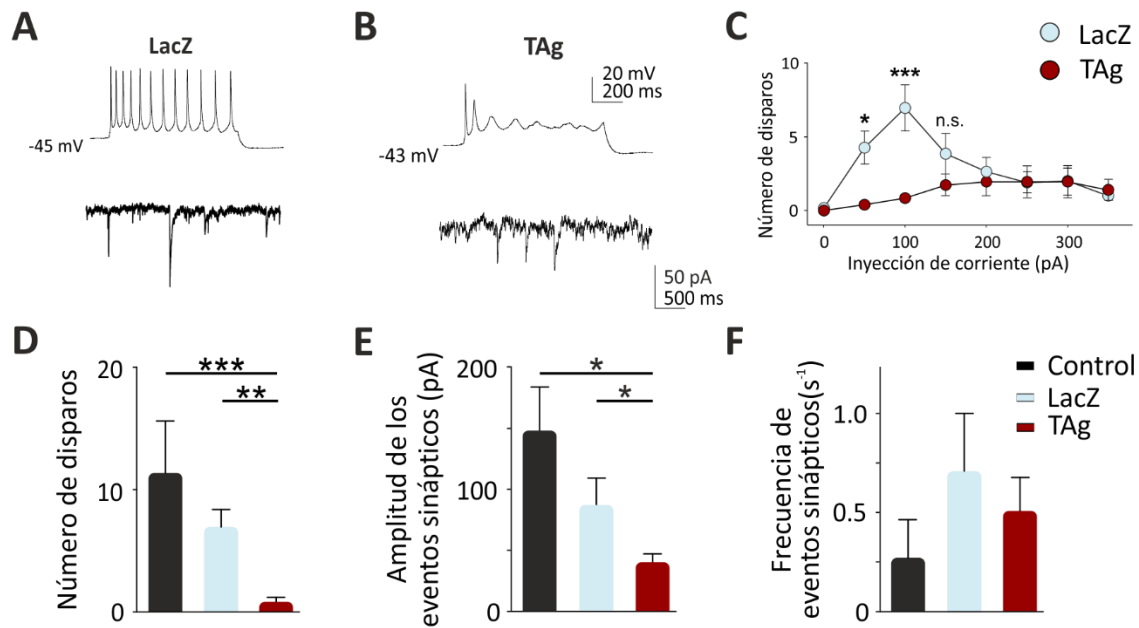 A
LacZ
-45 mV
B
TAg
20 mV
200 ms
-43 mV
50 pA
500 ms
C
LacZ
TAg
Número de disparos
10
5
0
*
***
n.s.
0
100
200
300
Inyección de corriente (pA)
D
Número de disparos
20
10
0
***
**
E
Amplitud de los
eventos sinápticos (pA)
200
100
0
*
*
F
Control
LacZ
TAg
Frecuencia de
eventos sinápticos(s⁻¹)
1.0
0.5
0